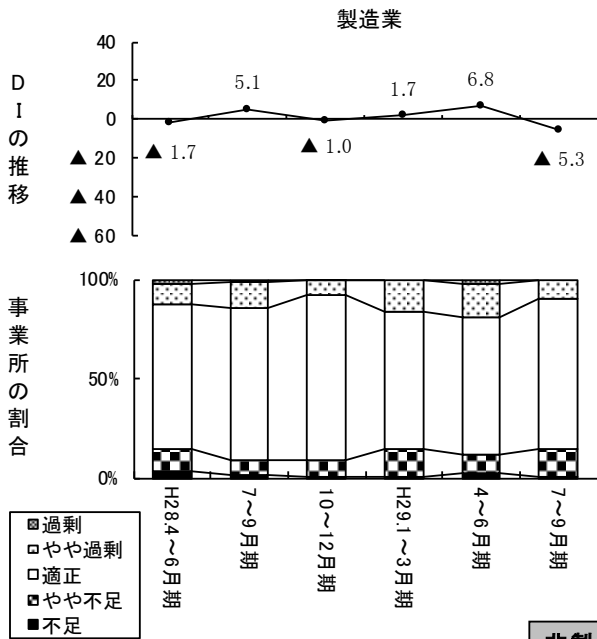 製造業
DIの推移
40
20
0
▲ 20
▲ 40
▲ 60
▲ 1.7
5.1
▲ 1.0
1.7
6.8
▲ 5.3
事業所の割合
100%
50%
0%
H28.4～6月期
7～9月期
10～12月期
H29.1～3月期
4～6月期
7～9月期
過剰
やや過剰
適正
やや不足
不足